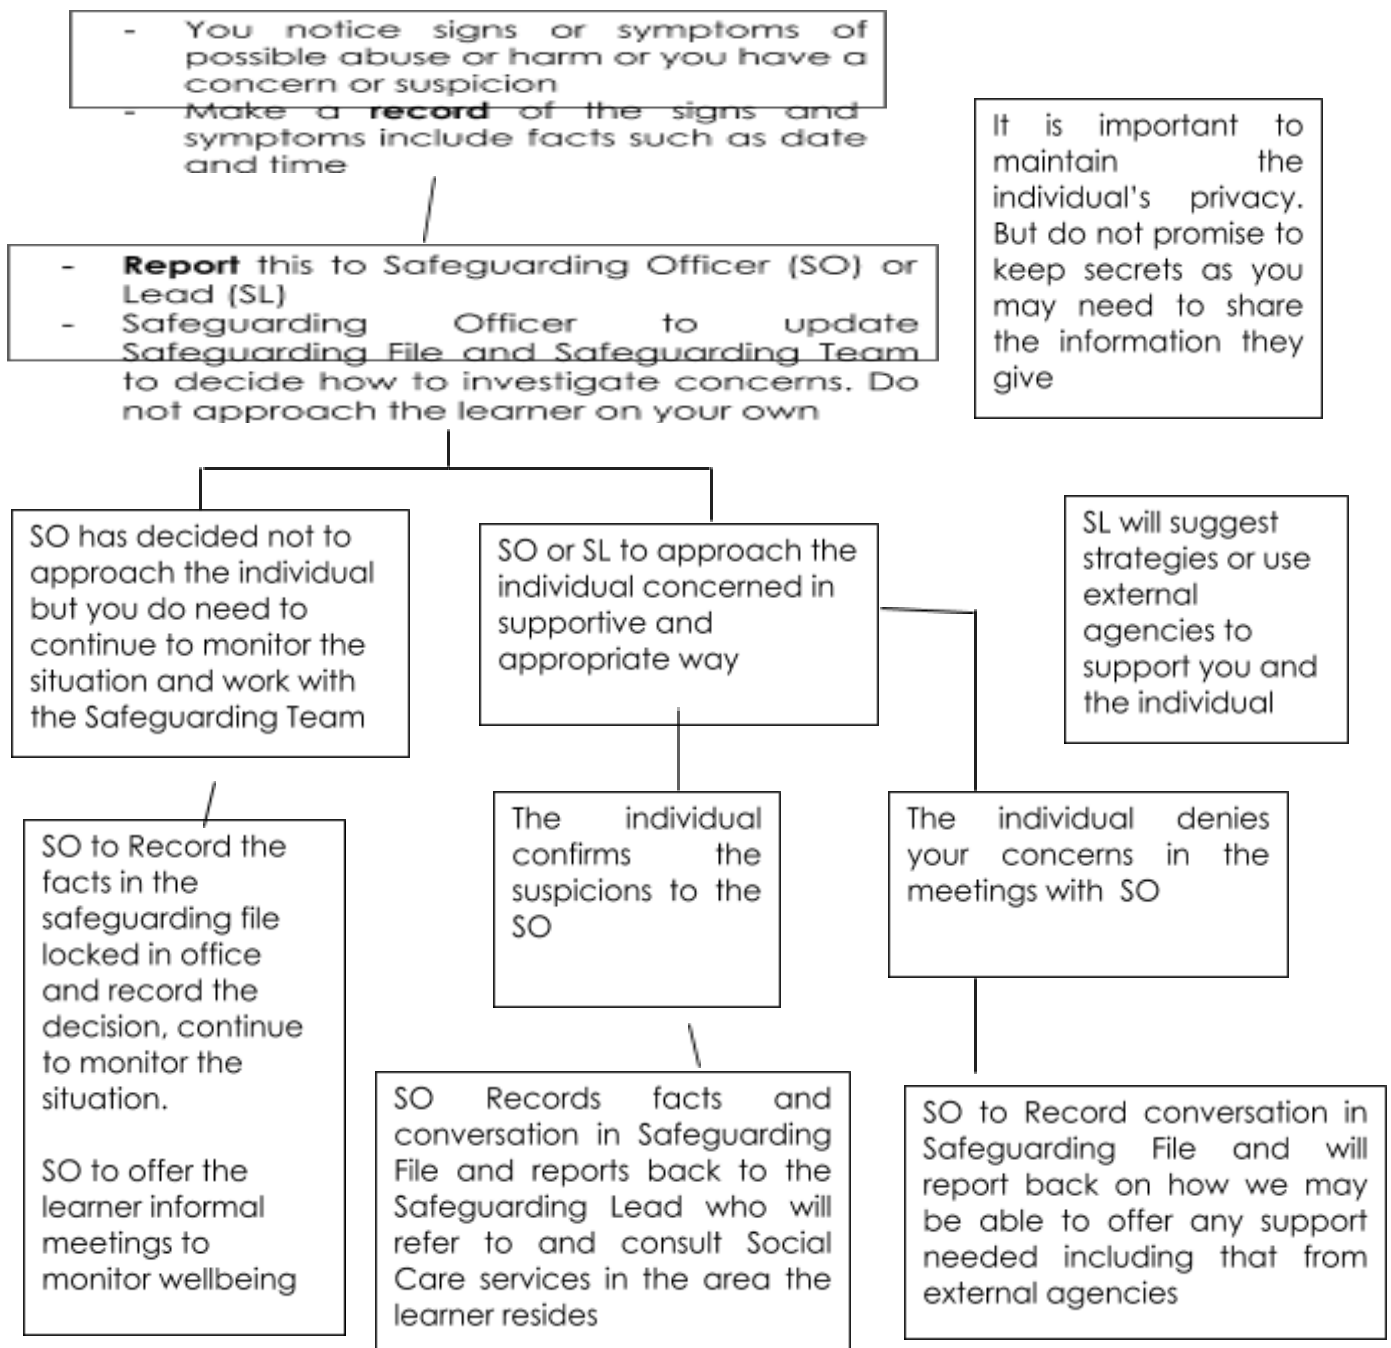 - You notice signs or symptoms of
possible abuse or harm or you have a
concern or suspicion
- Make a record of the signs and
symptoms include facts such as date
and time
It is important to
maintain the
individual's privacy.
But do not promise to
keep secrets as you
may need to share
the information they
give
- Report this to Safeguarding Officer (SO) or
Lead (SL)
- Safeguarding Officer to update
Safeguarding File and Safeguarding Team
to decide how to investigate concerns. Do
not approach the learner on your own
SO has decided not to
approach the individual
but you do need to
continue to monitor the
situation and work with
the Safeguarding Team
SO or SL to approach the
individual concerned in
supportive and
appropriate way
SL will suggest
strategies or use
external
agencies to
support you and
the individual
SO to Record the
facts in the
safeguarding file
locked in office
and record the
decision, continue
to monitor the
situation.
SO to offer the
learner informal
meetings to
monitor wellbeing
The individual
confirms the
suspicions to the
SO
The individual denies
your concerns in the
meetings with SO
SO Records facts and
conversation in Safeguarding
File and reports back to the
Safeguarding Lead who will
refer to and consult Social
Care services in the area the
learner resides
SO to Record conversation in
Safeguarding File and will
report back on how we may
be able to offer any support
needed including that from
external agencies